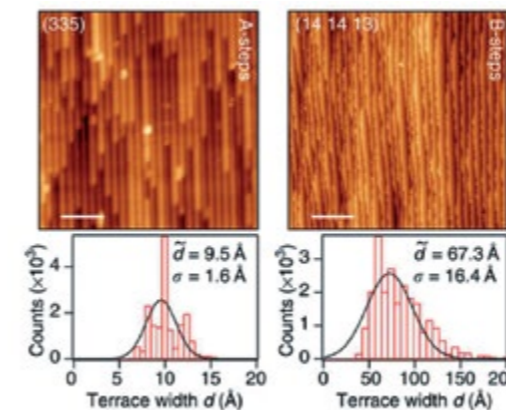 (335)
A-steps
(14 14 13)
B-steps
d̃ = 9.5 Å
σ = 1.6 Å
Counts (×10³)
4
2
0
0 5 10 15 20
Terrace width d (Å)
d̃ = 67.3 Å
σ = 16.4 Å
Counts (×10³)
3
2
1
0
0 50 100 150 20
Terrace width d (Å)